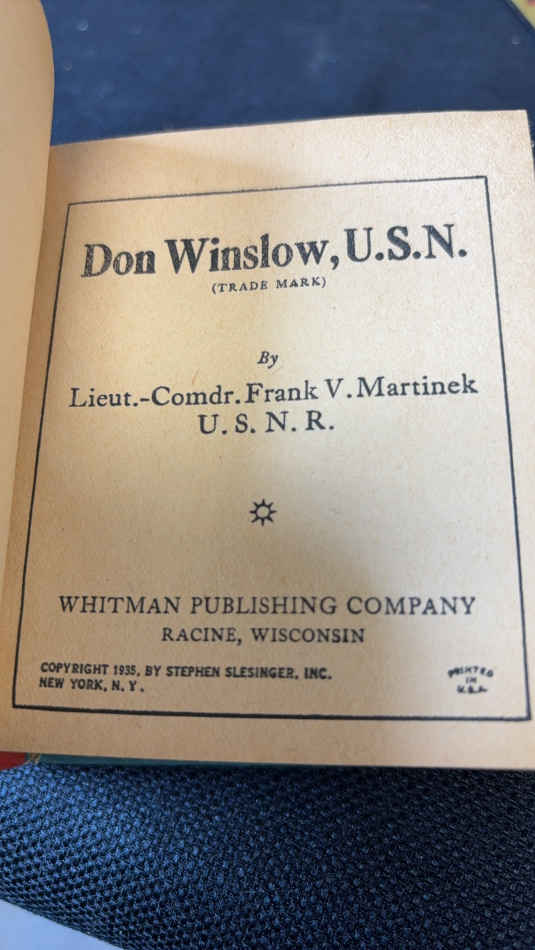 Don Winslow, U.S.N.
(TRADE MARK)
By
Lieut.-Comdr. Frank V. Martinek
U. S. N. R.
WHITMAN PUBLISHING COMPANY
RACINE, WISCONSIN
COPYRIGHT 1935, BY STEPHEN SLESINGER, INC.
NEW YORK, N. Y.
PRINTED
IN
U.S.A.